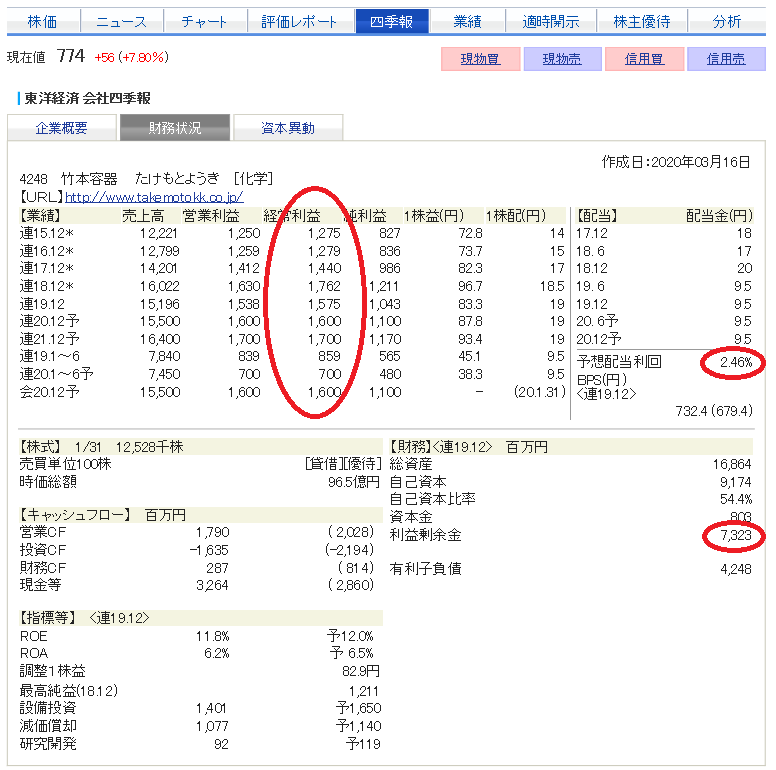 株価 ニュース チャート 評価レポート 四季報 業績 適時開示 株主優待 分析
現在値 774 +56 (+7.80%) 現物買 現物売 信用買 信用売
東洋経済 会社四季報
企業概要 財務状況 資本異動
作成日:2020年03月16日
4248 竹本容器 たけもとようき [化学]
【URL】http://www.takemotokk.co.jp/
【業績】 売上高 営業利益 経常利益 純利益 1株益(円) 1株配(円) 【配当】 配当金(円)
連15.12* 12,221 1,250 1,275 827 72.8 14 17.12 18
連16.12* 12,799 1,259 1,279 836 73.7 15 18. 6 17
連17.12* 14,201 1,412 1,440 986 82.3 17 18.12 20
連18.12* 16,022 1,630 1,762 1,211 96.7 18.5 19. 6 9.5
連19.12 15,196 1,538 1,575 1,043 83.3 19 19.12 9.5
連20.12予 15,500 1,600 1,600 1,100 87.8 19 20. 6予 9.5
連21.12予 16,400 1,700 1,700 1,170 93.4 19 20.12予 9.5
連19.1～6 7,840 839 859 565 45.1 9.5 予想配当利回 2.46%
連20.1～6予 7,450 700 700 480 38.3 9.5 BPS(円)
会20.12予 15,500 1,600 1,600 1,100 － (20.1.31) <連19.12>
732.4 (679.4)
【株式】 1/31 12,528千株 【財務】<連19.12> 百万円
売買単位100株 [貸借][優待] 総資産 16,864
時価総額 96.5億円 自己資本 9,174
自己資本比率 54.4%
【キャッシュフロー】 百万円 資本金 803
営業CF 1,790 ( 2,028) 利益剰余金 7,323
投資CF -1,635 (-2,194)
財務CF 287 ( 814) 有利子負債 4,248
現金等 3,264 ( 2,860)
【指標等】 <連19.12>
ROE 11.8% 予12.0%
ROA 6.2% 予 6.5%
調整1株益 82.9円
最高純益(18.12) 1,211
設備投資 1,401 予1,650
減価償却 1,077 予1,140
研究開発 92 予119